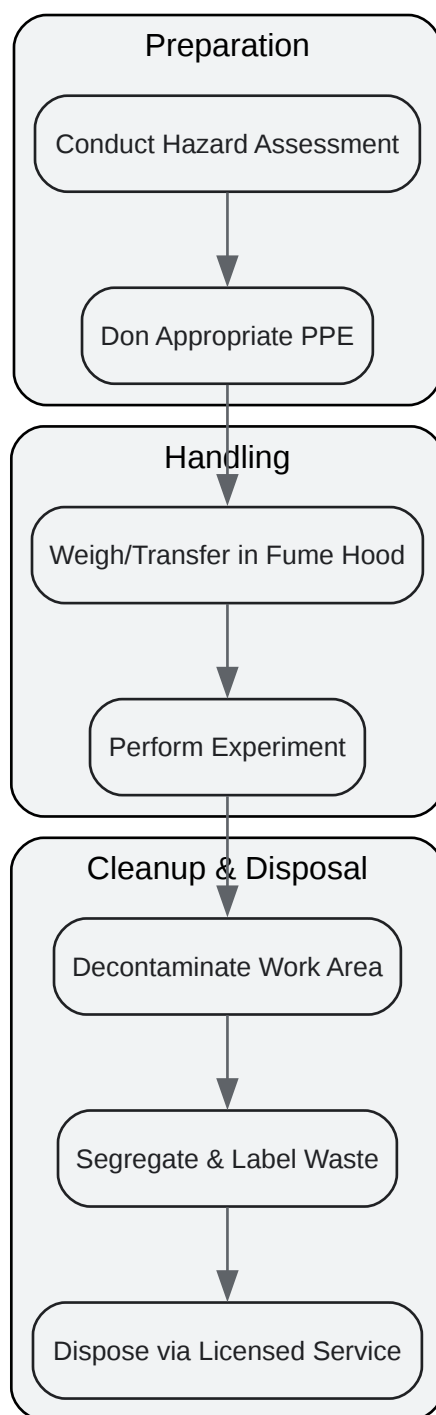 Preparation
Conduct Hazard Assessment
Don Appropriate PPE
Handling
Weigh/Transfer in Fume Hood
Perform Experiment
Cleanup & Disposal
Decontaminate Work Area
Segregate & Label Waste
Dispose via Licensed Service